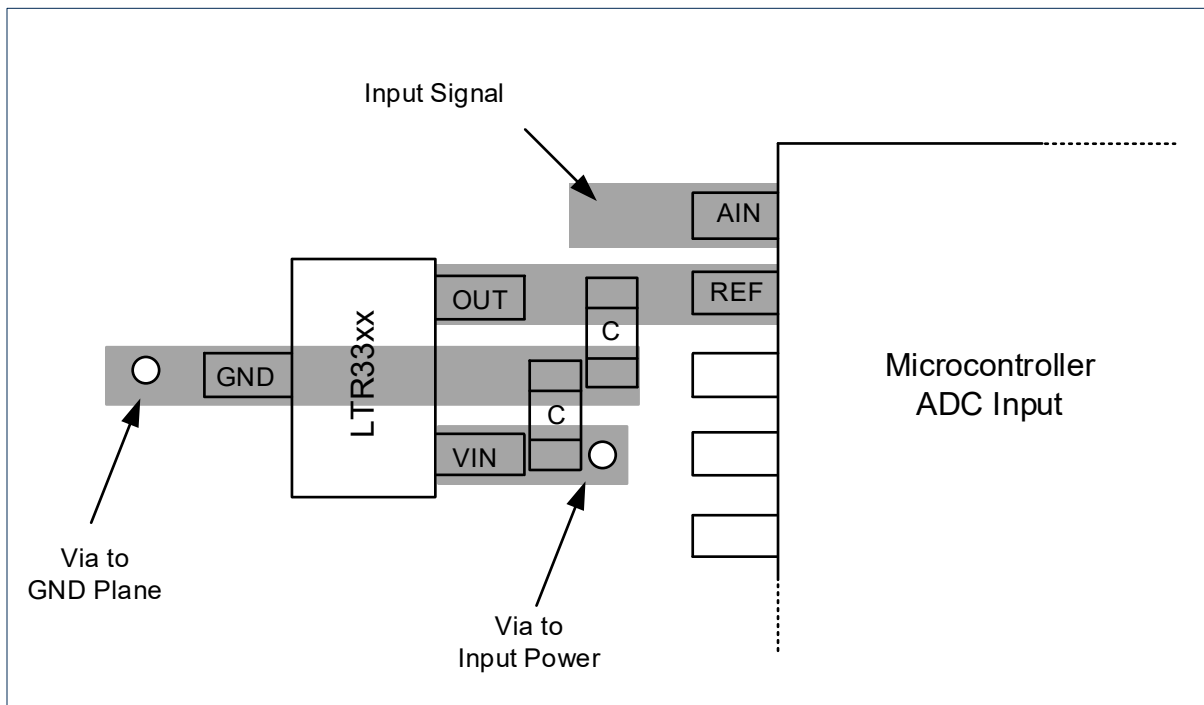 Input Signal
AIN
OUT
REF
C
GND
LTR33xx
Microcontroller
ADC Input
C
VIN
Via to
GND Plane
Via to
Input Power